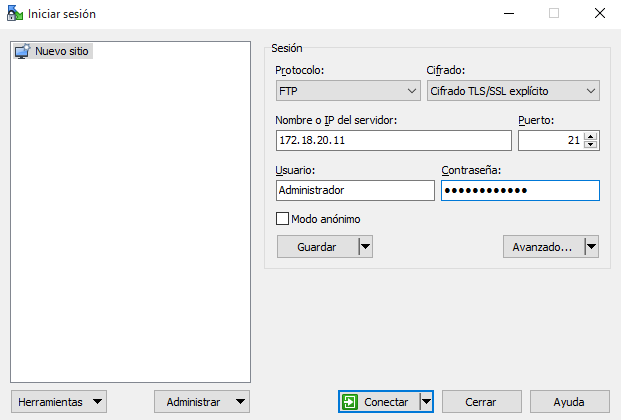 Iniciar sesión
Nuevo sitio
Sesión
Protocolo:
Cifrado:
FTP
Cifrado TLS/SSL explícito
Nombre o IP del servidor:
Puerto:
172.18.20.11
21
Usuario:
Contraseña:
Administrador
●●●●●●●●●●●●
Modo anónimo
Guardar
Avanzado...
Herramientas
Administrar
Conectar
Cerrar
Ayuda